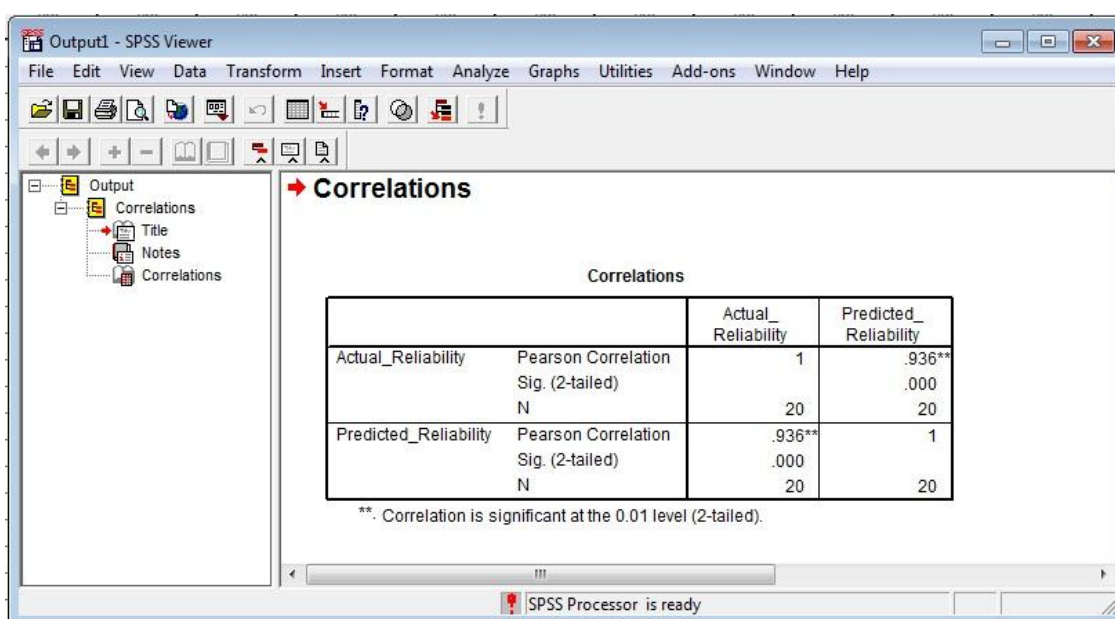 Output1 - SPSS Viewer
File Edit View Data Transform Insert Format Analyze Graphs Utilities Add-ons Window Help
Output
Correlations
Title
Notes
Correlations
Correlations
Correlations
Actual_ Reliability Predicted_ Reliability
Actual_Reliability Pearson Correlation 1 .936**
Sig. (2-tailed) .000
N 20 20
Predicted_Reliability Pearson Correlation .936** 1
Sig. (2-tailed) .000
N 20 20
**. Correlation is significant at the 0.01 level (2-tailed).
SPSS Processor is ready